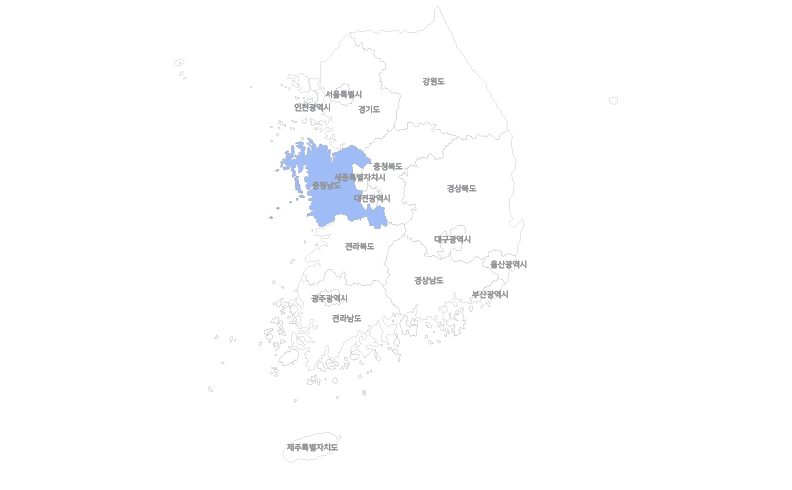 강원도
서울특별시
인천광역시
경기도
충청북도
세종특별자치시
충청남도
경상북도
대전광역시
대구광역시
전라북도
울산광역시
경상남도
부산광역시
광주광역시
전라남도
제주특별자치도